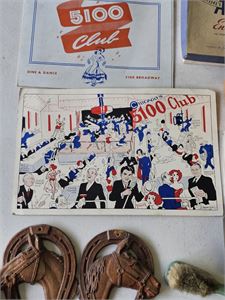 5100
Club
DINE & DANCE
5100 BROADWAY
CHICAGO'S
5100 Club